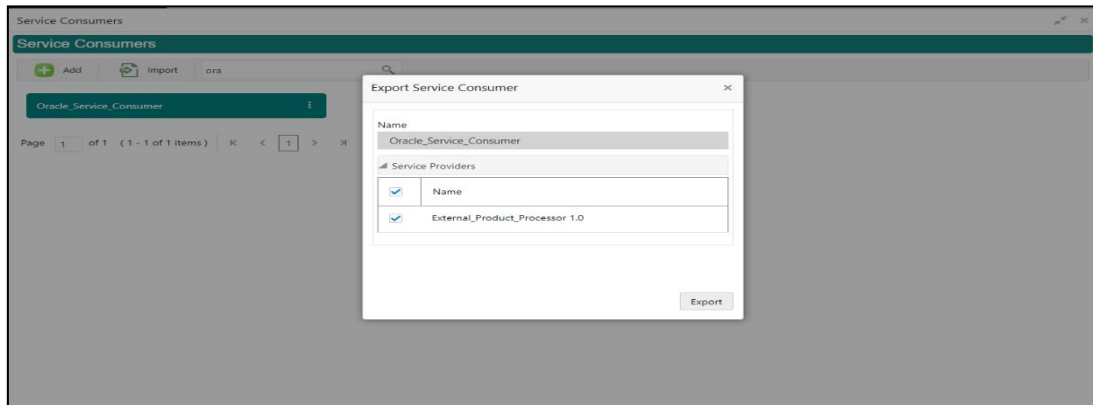 Service Consumers
Service Consumers
Add Import ora
Oracle_Service_Consumer
Page 1 of 1 (1 - 1 of 1 items) K < 1 > >|
Export Service Consumer
Name
Oracle_Service_Consumer
Service Providers
Name
External_Product_Processor 1.0
Export